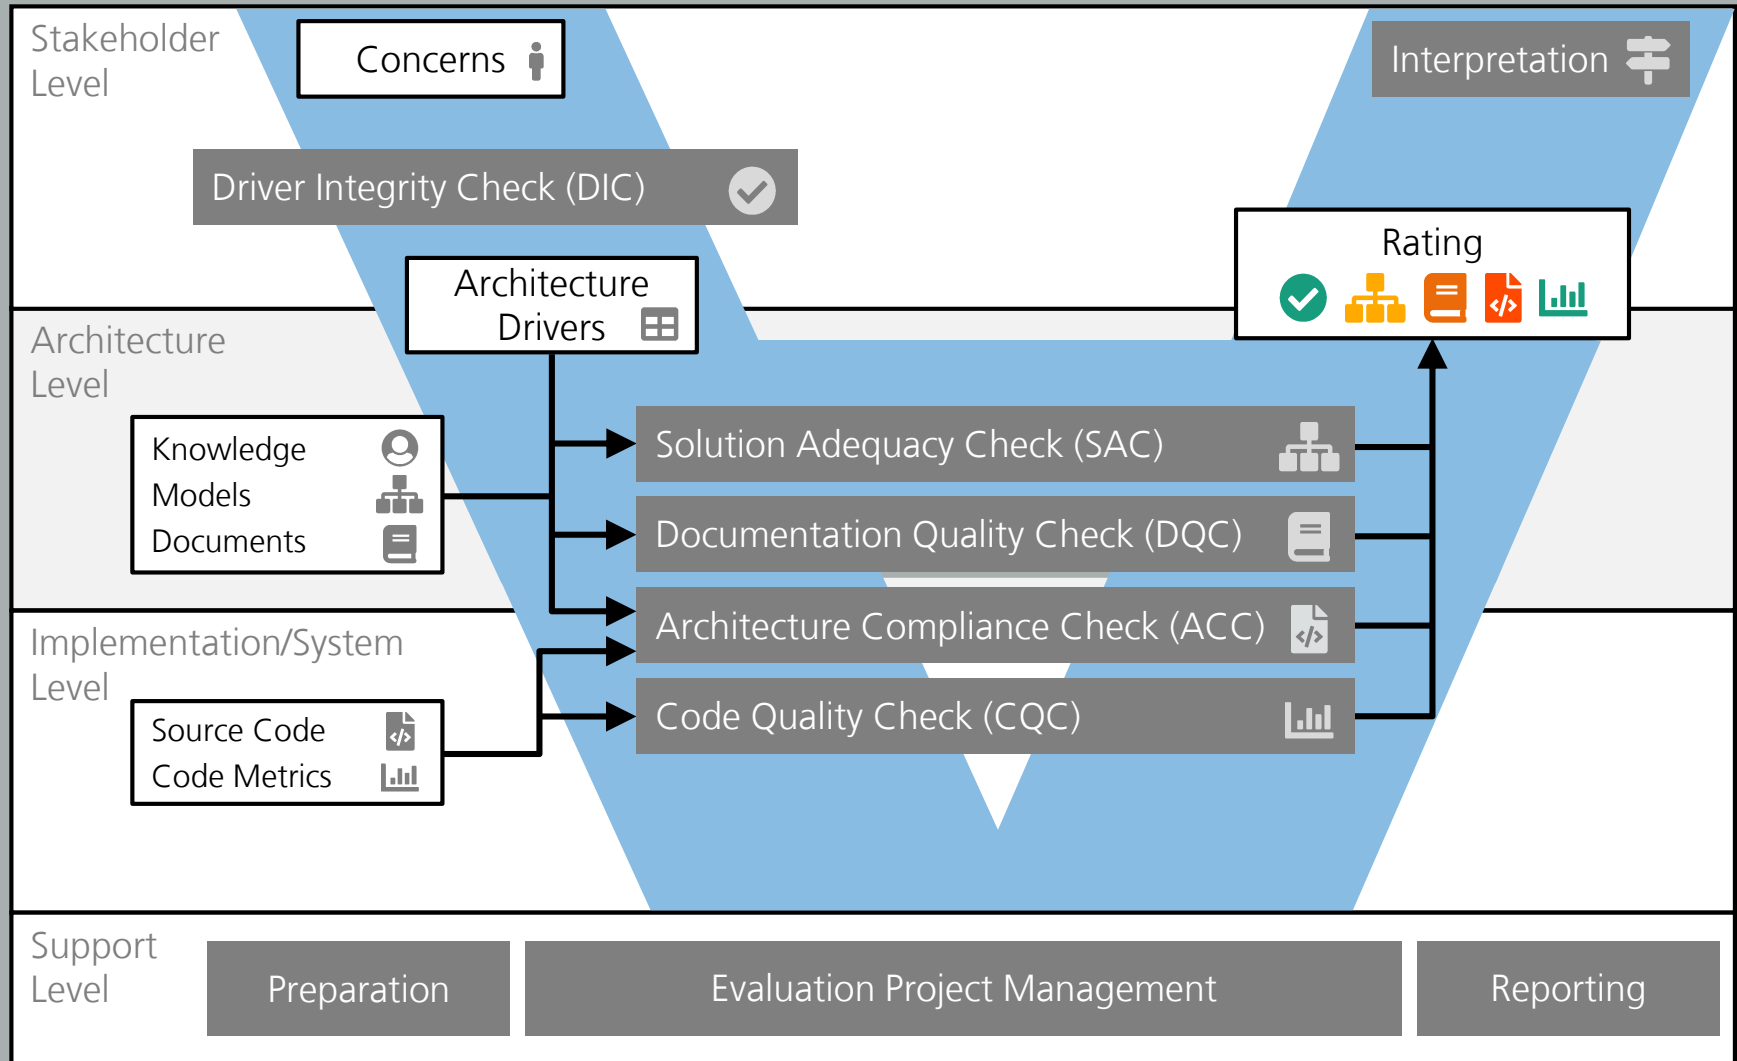 Stakeholder
Level
Concerns
Interpretation
Driver Integrity Check (DIC)
Rating
Architecture
Drivers
Architecture
Level
Knowledge
Models
Documents
Solution Adequacy Check (SAC)
Documentation Quality Check (DQC)
Architecture Compliance Check (ACC)
Code Quality Check (CQC)
Implementation/System
Level
Source Code
Code Metrics
Support
Level
Preparation
Evaluation Project Management
Reporting